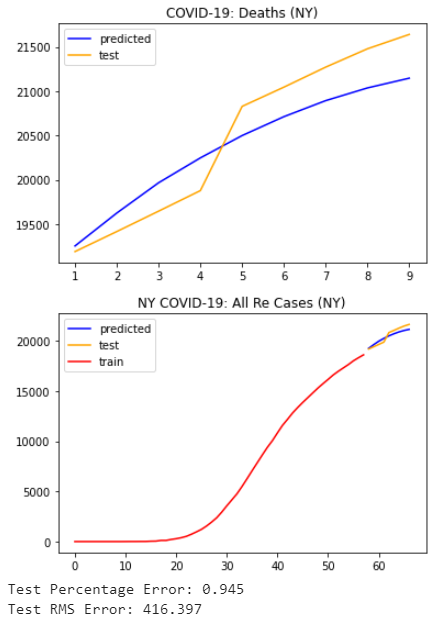 COVID-19: Deaths (NY)
predicted
test
21500
21000
20500
20000
19500
1 2 3 4 5 6 7 8 9
NY COVID-19: All Re Cases (NY)
predicted
test
train
20000
15000
10000
5000
0
0 10 20 30 40 50 60
Test Percentage Error: 0.945
Test RMS Error: 416.397